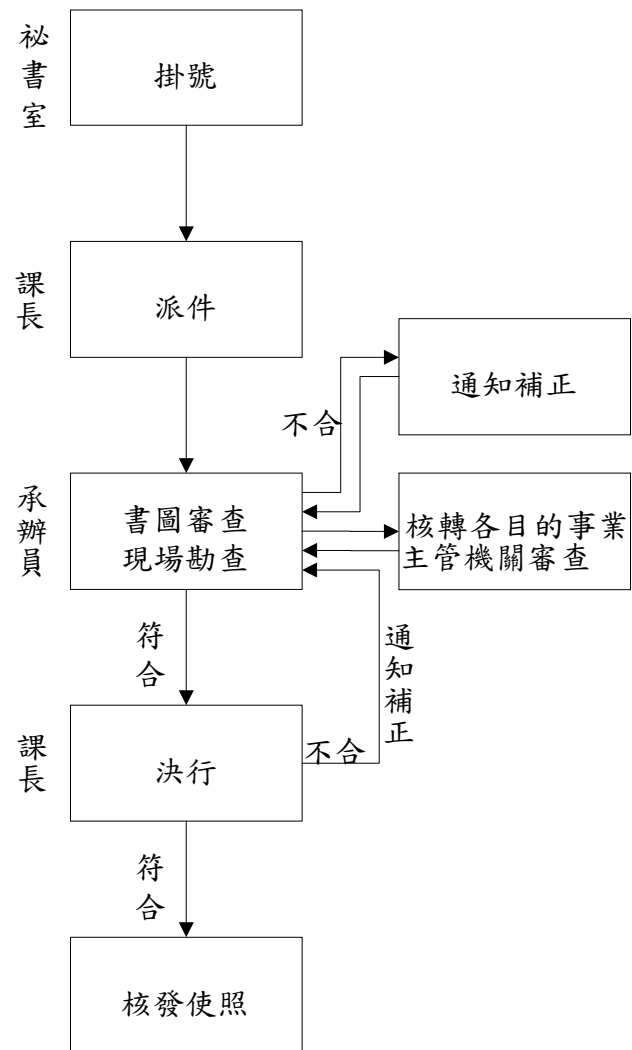 祕書室
掛號
課長
派件
通知補正
不合
承辦員
書圖審查
現場勘查
核轉各目的事業
主管機關審查
符合
通知補正
課長
決行
不合
符合
核發使照